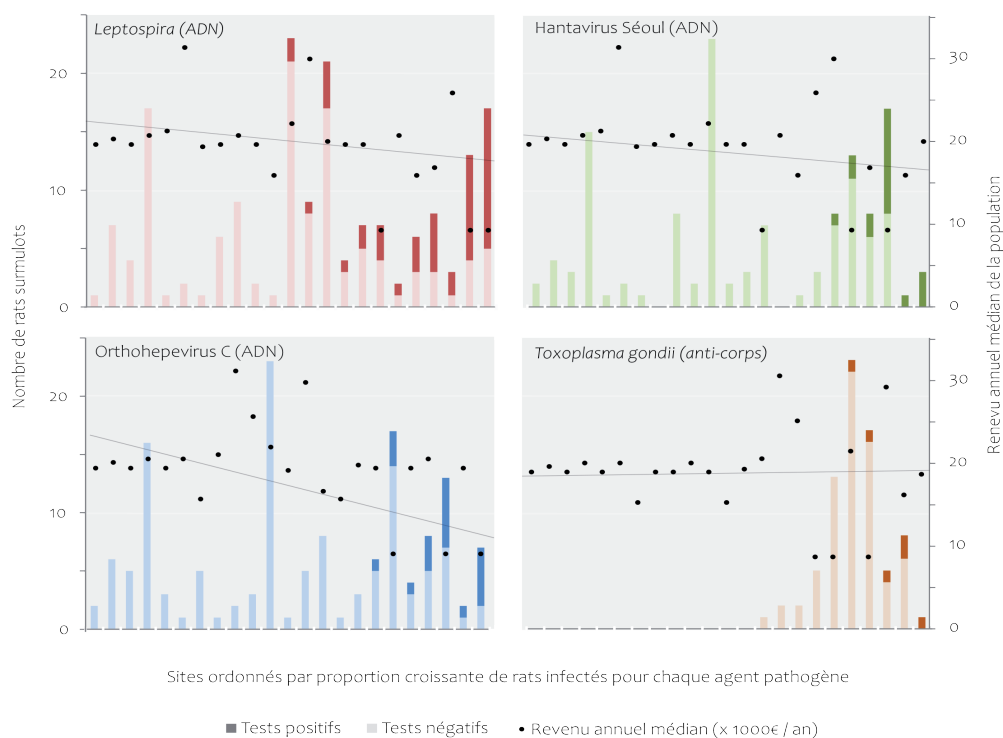 Leptospira (ADN)
Hantavirus Séoul (ADN)
20
10
0
30
20
10
0
Orthohepevirus C (ADN)
Toxoplasma gondii (anti-corps)
20
10
0
30
20
10
0
Nombre de rats surmulots
Renevu annuel médian de la population
Sites ordonnés par proportion croissante de rats infectés pour chaque agent pathogène
Tests positifs
Tests négatifs
Revenu annuel médian (x 1000€ / an)